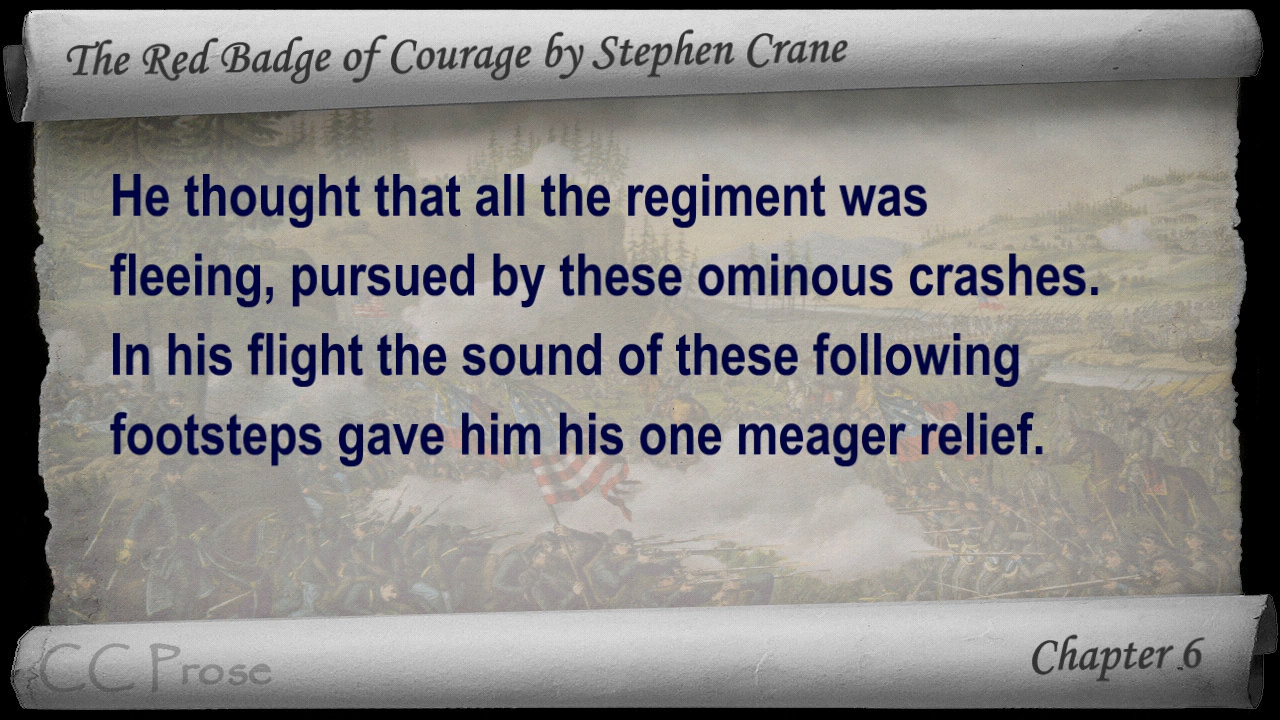 The Red Badge of Courage by Stephen Crane
He thought that all the regiment was
fleeing, pursued by these ominous crashes.
In his flight the sound of these following
footsteps gave him his one meager relief.
CC Prose
Chapter 6